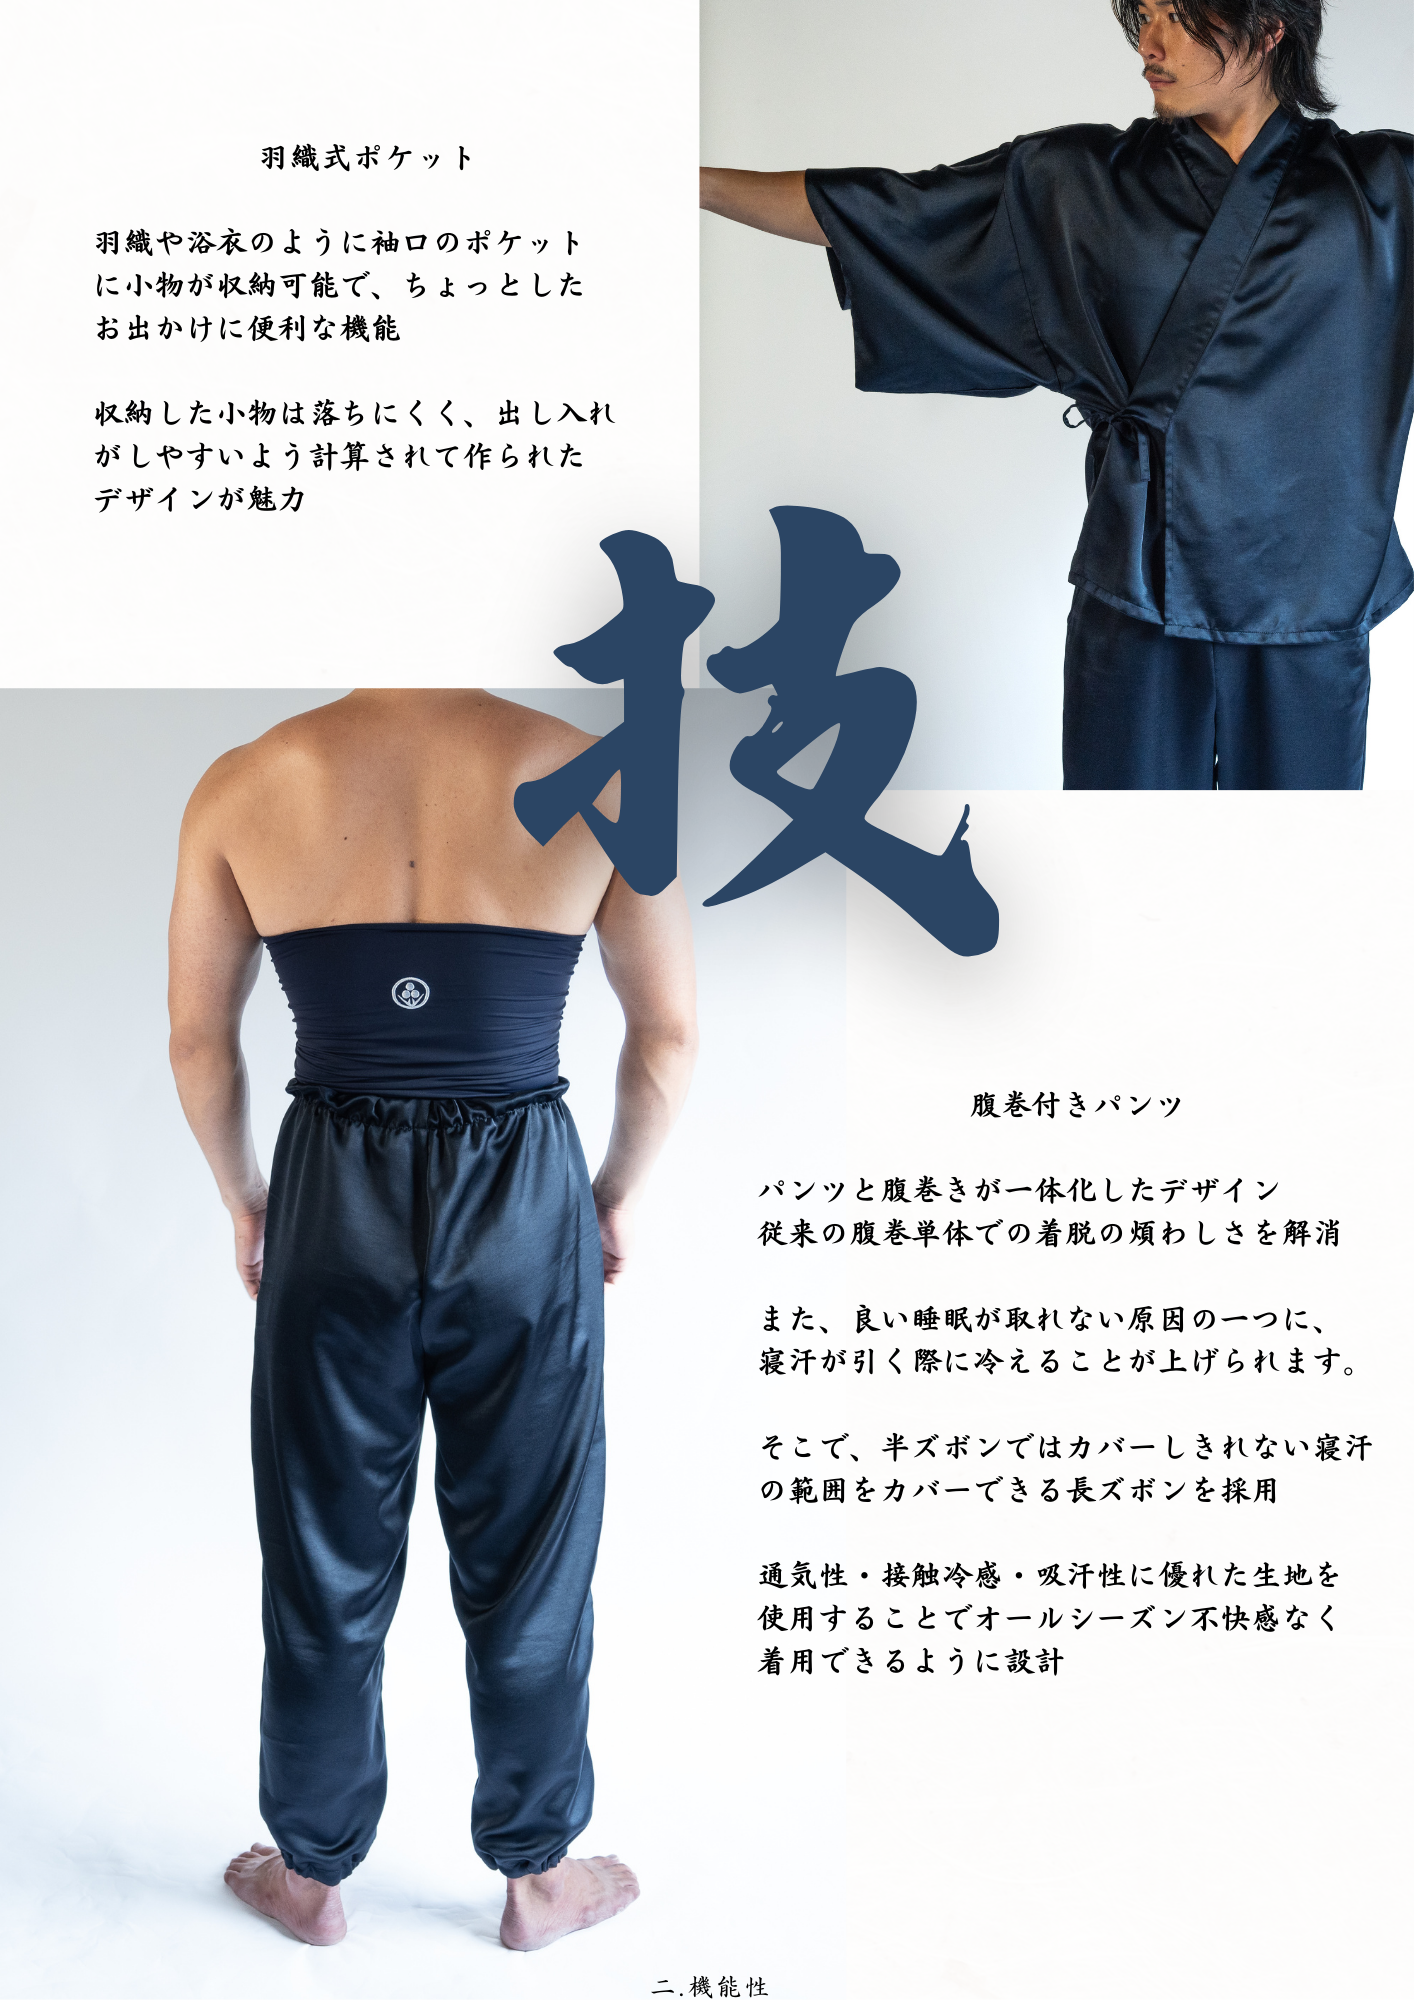 羽織式ポケット
羽織や浴衣のように袖口のポケット
に小物が収納可能で、ちょっとした
お出かけに便利な機能
収納した小物は落ちにくく、出し入れ
がしやすいよう計算されて作られた
デザインが魅力
技
腹巻付きパンツ
パンツと腹巻きが一体化したデザイン
従来の腹巻単体での着脱の煩わしさを解消
また、良い睡眠が取れない原因の一つに、
寝汗が引く際に冷えることが上げられます。
そこで、半ズボンではカバーしきれない寝汗
の範囲をカバーできる長ズボンを採用
通気性・接触冷感・吸汗性に優れた生地を
使用することでオールシーズン不快感なく
着用できるように設計
二.機能性